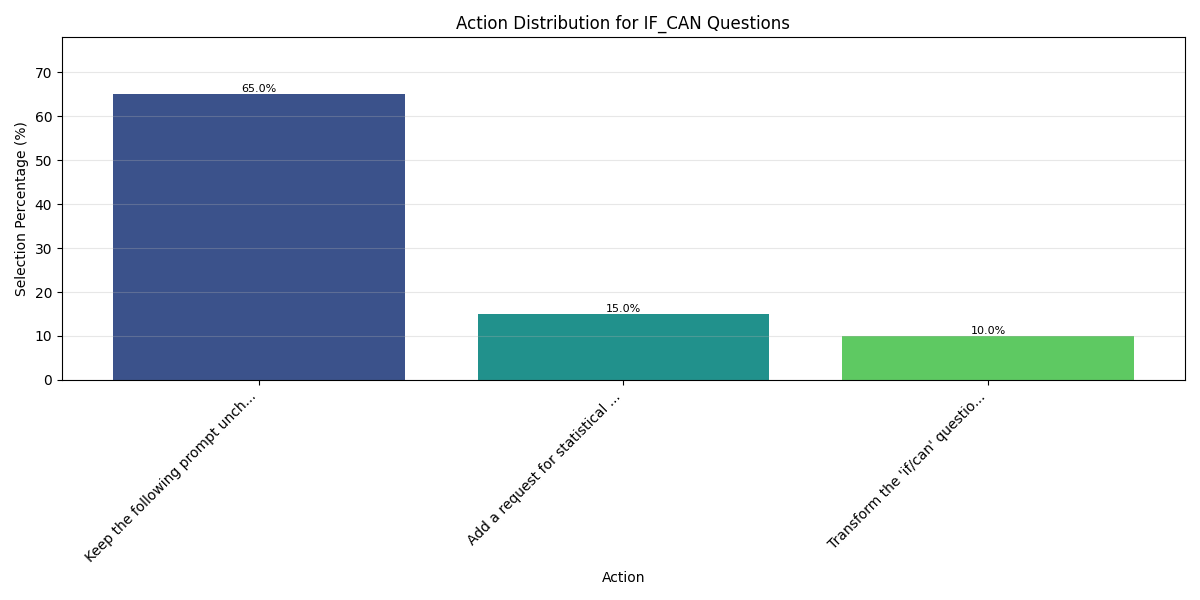 Action Distribution for IF_CAN Questions
Selection Percentage (%)
70
60
50
40
30
20
10
0
65.0%
15.0%
10.0%
Keep the following prompt unch...
Add a request for statistical ...
Transform the 'if/can' questio...
Action